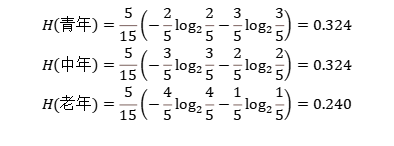 H(青年) = 5/15 (−2/5 log₂ 2/5 − 3/5 log₂ 3/5) = 0.324
H(中年) = 5/15 (−3/5 log₂ 3/5 − 2/5 log₂ 2/5) = 0.324
H(老年) = 5/15 (−4/5 log₂ 4/5 − 1/5 log₂ 1/5) = 0.240